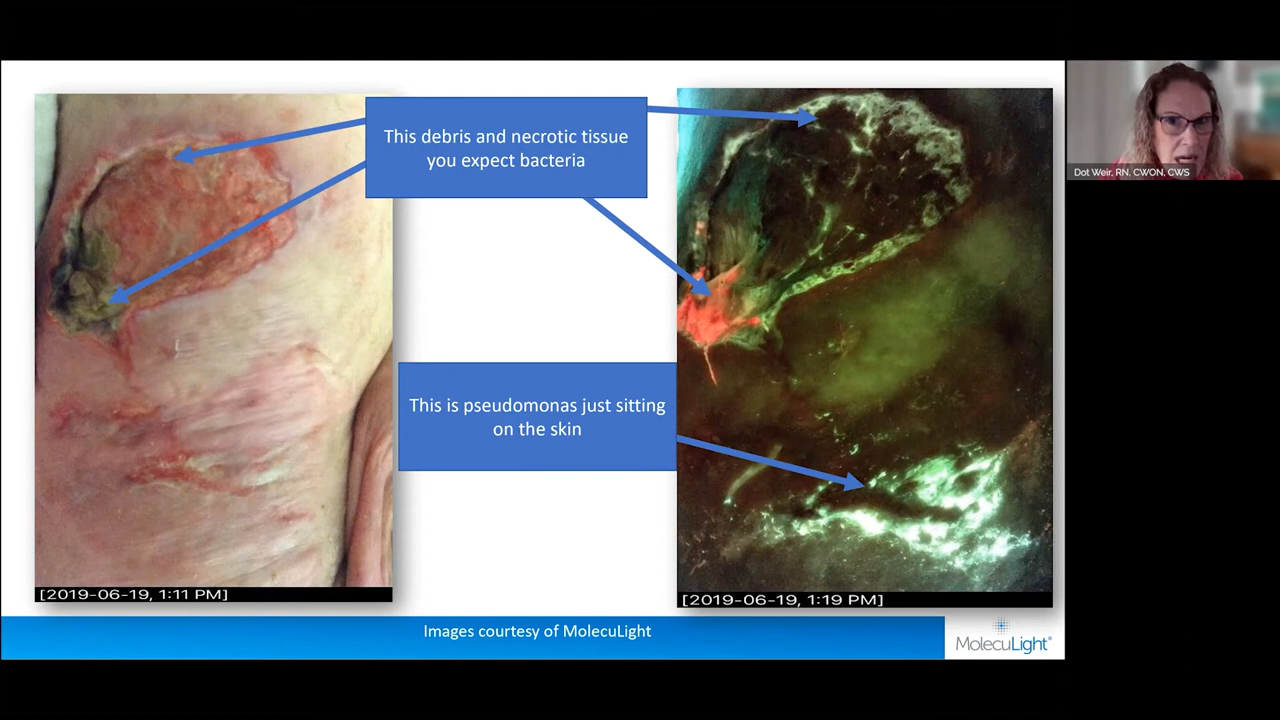 This debris and necrotic tissue
you expect bacteria
Dot Weir, RN, CWON, CWS
This is pseudomonas just sitting
on the skin
[2019-06-19, 1:11 PM]
[2019-06-19, 1:19 PM]
Images courtesy of MolecuLight
MolecuLight®